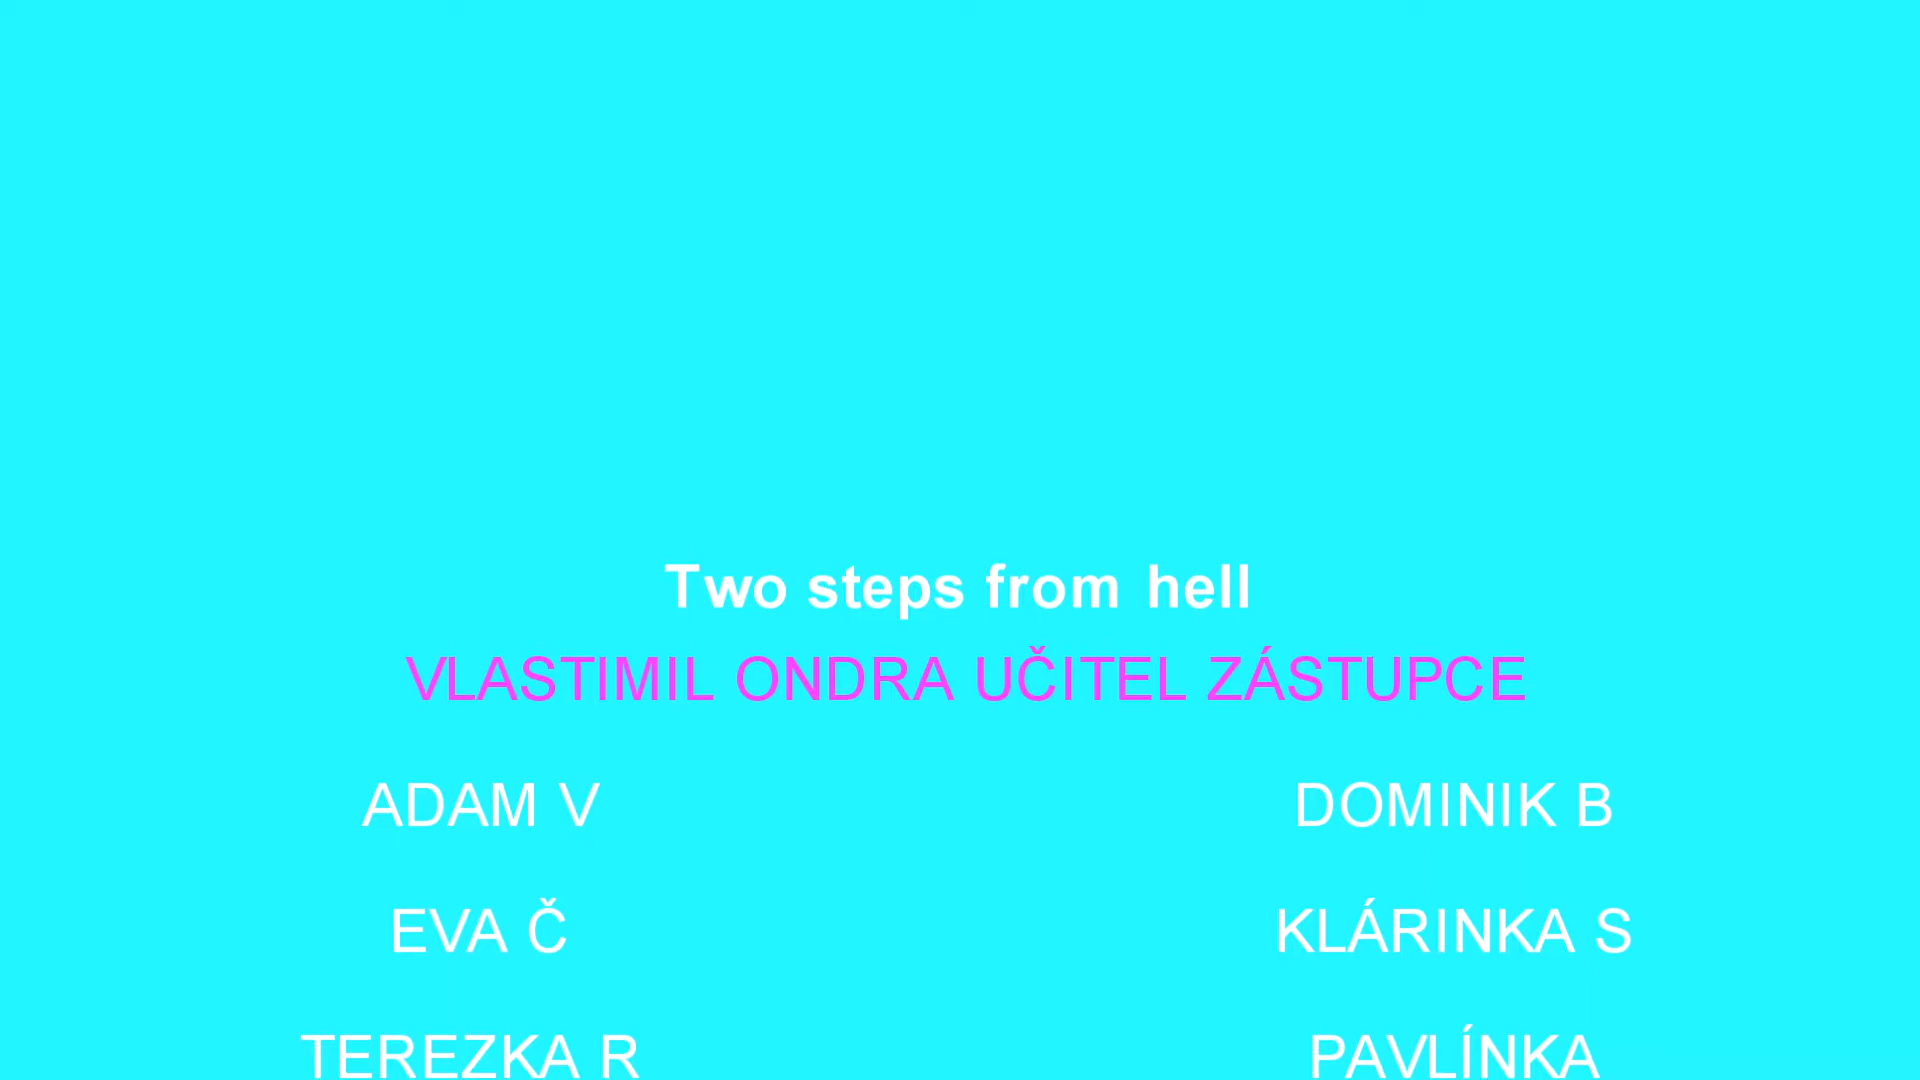 Two steps from hell
VLASTIMIL ONDRA UČITEL ZÁSTUPCE
ADAM V DOMINIK B
EVA Č KLÁRINKA S
TEREZKA R PAVLÍNKA